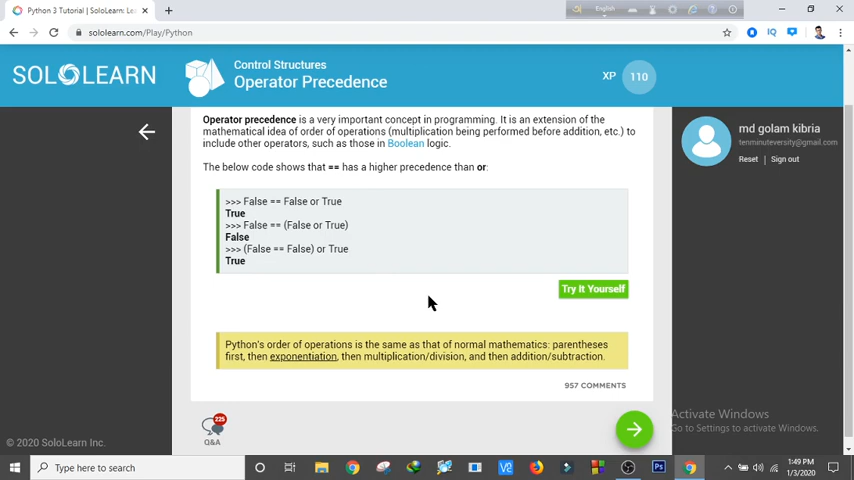 Python 3 Tutorial | SoloLearn: Lea
English
sololearn.com/Play/Python
SOLOLEARN
Control Structures
Operator Precedence
XP 110
md golam kibria
tenminuteversity@gmail.com
Reset | Sign out
Operator precedence is a very important concept in programming. It is an extension of the
mathematical idea of order of operations (multiplication being performed before addition, etc.) to
include other operators, such as those in Boolean logic.
The below code shows that == has a higher precedence than or:
>>> False == False or True
True
>>> False == (False or True)
False
>>> (False == False) or True
True
Try It Yourself
Python's order of operations is the same as that of normal mathematics: parentheses
first, then exponentiation, then multiplication/division, and then addition/subtraction.
957 COMMENTS
225
Q&A
Activate Windows
Go to Settings to activate Windows.
© 2020 SoloLearn Inc.
Type here to search
1:49 PM
1/3/2020